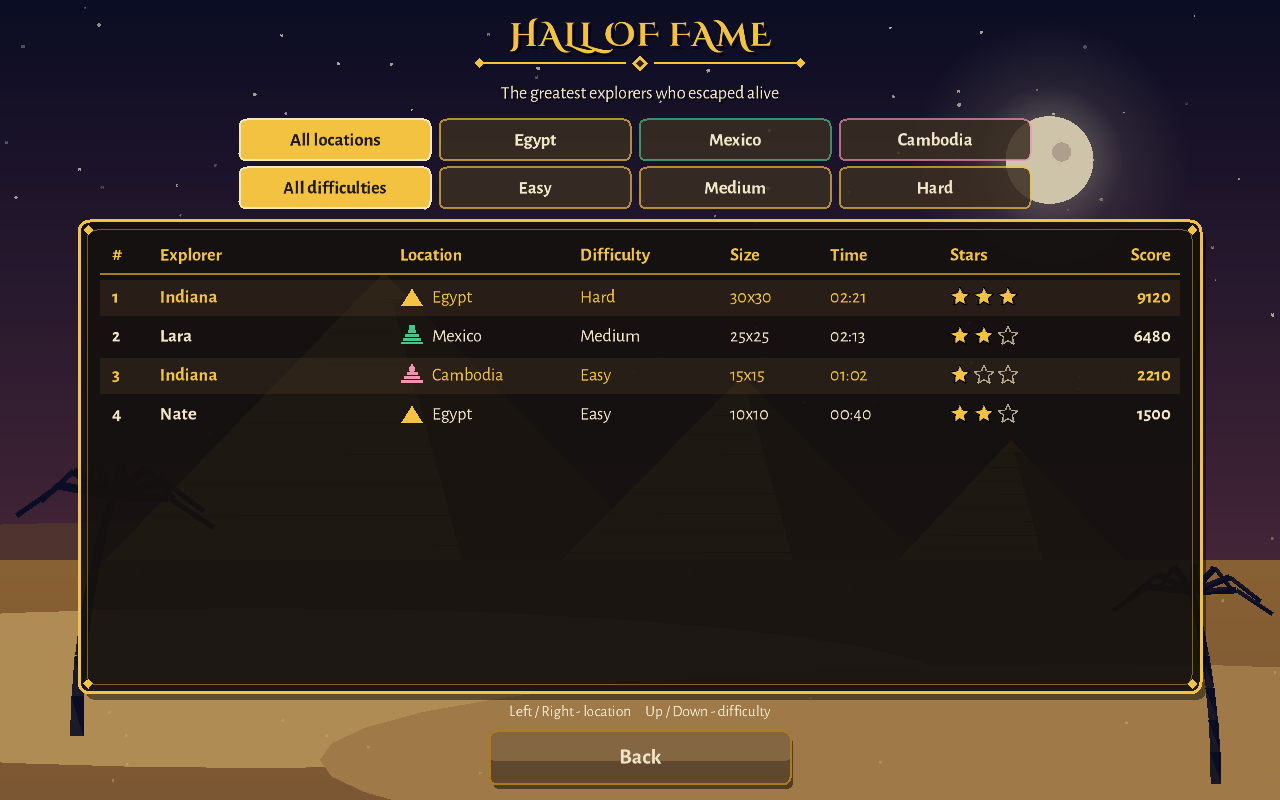 HALL OF FAME
The greatest explorers who escaped alive
All locations Egypt Mexico Cambodia
All difficulties Easy Medium Hard
# Explorer Location Difficulty Size Time Stars Score
1 Indiana Egypt Hard 30x30 02:21 9120
2 Lara Mexico Medium 25x25 02:13 6480
3 Indiana Cambodia Easy 15x15 01:02 2210
4 Nate Egypt Easy 10x10 00:40 1500
Left / Right - location Up / Down - difficulty
Back